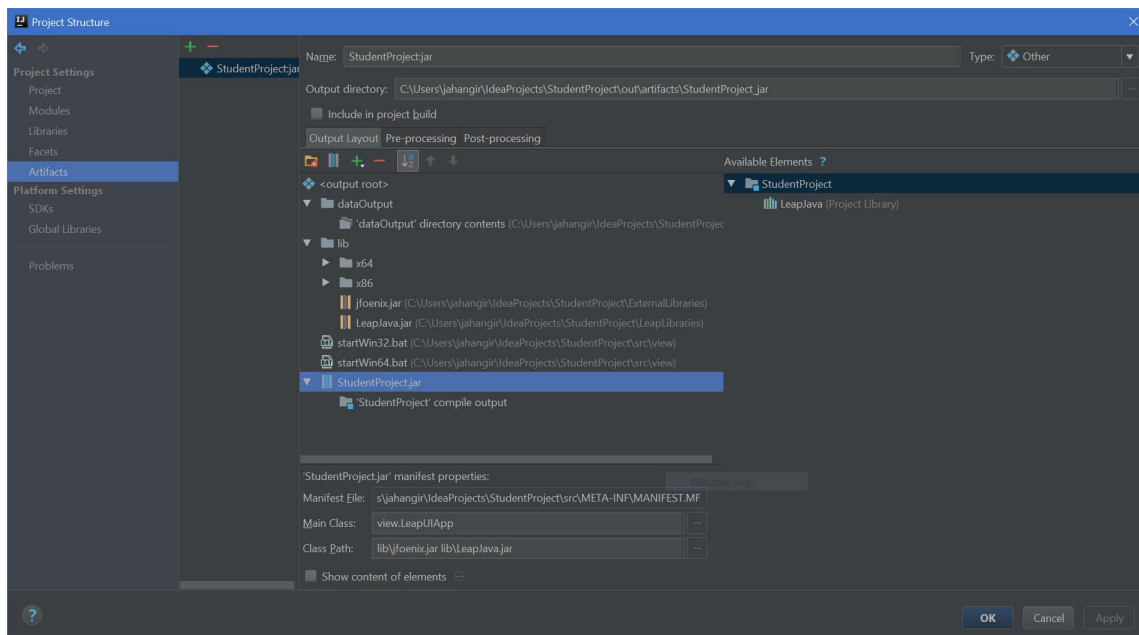 Project Structure
Project Settings
Project
Modules
Libraries
Facets
Artifacts
Platform Settings
SDKs
Global Libraries
Problems
StudentProject:jar
Name: StudentProject:jar
Type: Other
Output directory: C:\Users\jahangir\IdeaProjects\StudentProject\out\artifacts\StudentProject_jar
Include in project build
Output Layout Pre-processing Post-processing
Available Elements ?
<output root>
dataOutput
'dataOutput' directory contents (C:\Users\jahangir\IdeaProjects\StudentProjec
lib
x64
x86
jfoenix.jar (C:\Users\jahangir\IdeaProjects\StudentProject\ExternalLibraries)
LeapJava.jar (C:\Users\jahangir\IdeaProjects\StudentProject\LeapLibraries)
startWin32.bat (C:\Users\jahangir\IdeaProjects\StudentProject\src\view)
startWin64.bat (C:\Users\jahangir\IdeaProjects\StudentProject\src\view)
StudentProject.jar
'StudentProject' compile output
StudentProject
LeapJava (Project Library)
'StudentProject.jar' manifest properties:
Window Snip
Manifest File: s\jahangir\IdeaProjects\StudentProject\src\META-INF\MANIFEST.MF
Main Class: view.LeapUIApp
Class Path: lib\jfoenix.jar lib\LeapJava.jar
Show content of elements
?
OK Cancel Apply